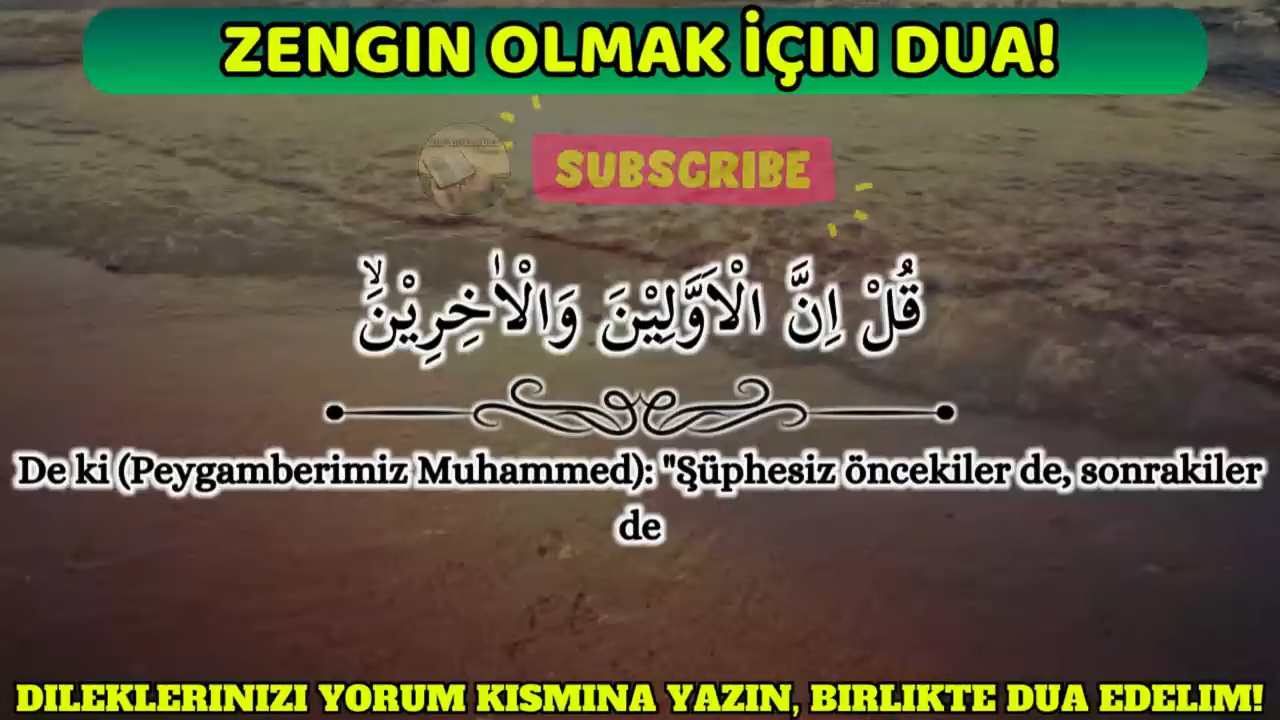 ZENGIN OLMAK İÇIN DUA!
SUBSCRIBE
قُلْ اِنَّ الْاَوَّل۪ينَ وَالْاٰخِر۪ينَۙ
De ki (Peygamberimiz Muhammed): "Şüphesiz öncekiler de, sonrakiler
de
DILEKLERINIZI YORUM KISMINA YAZIN, BIRLIKTE DUA EDELIM!